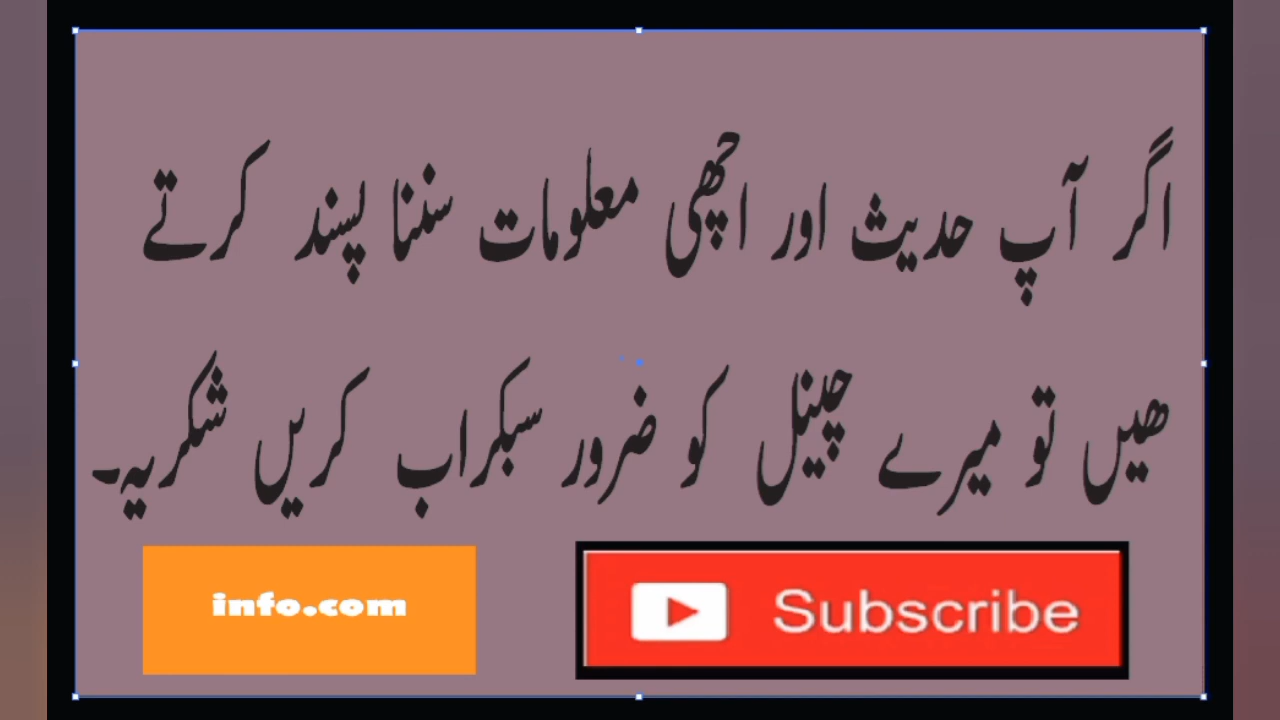 اگر آپ حدیث اور اچھی معلومات سننا پسند کرتے
ھیں تو میرے چینل کو ضرور سبکراب کریں شکریہ۔
info.com
Subscribe